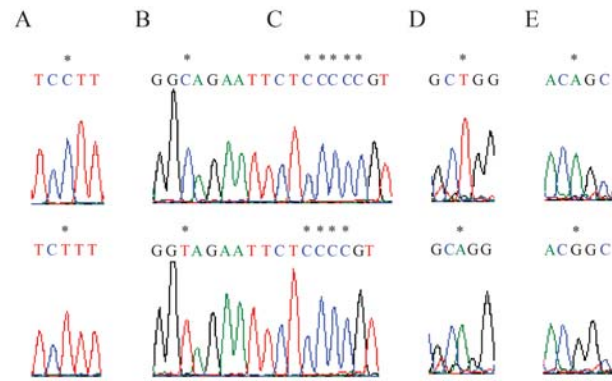 A B C D E
* * * * * * * * *
TCCTT GGCAGAATTCTCCCCCGT GCTGG ACAGC
* * * * * * * *
TCTTT GGTAGAATTCTCCCCGT GCAGG ACGGC